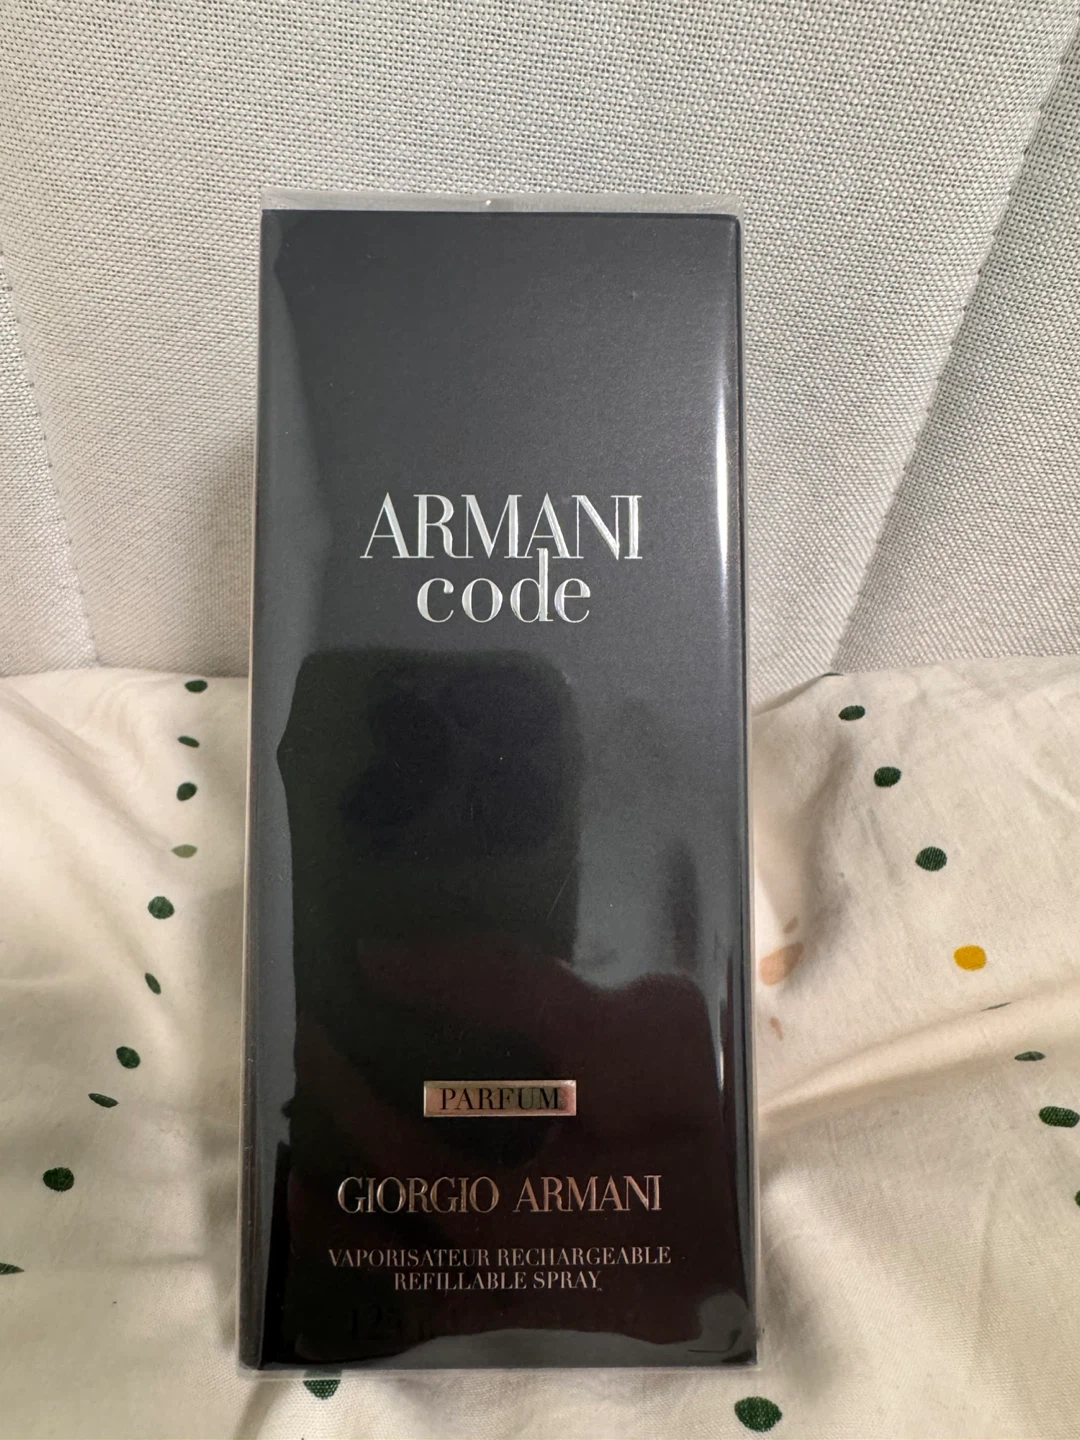 ARMANI
code
PARFUM
GIORGIO ARMANI
VAPORISATEUR RECHARGEABLE
REFILLABLE SPRAY